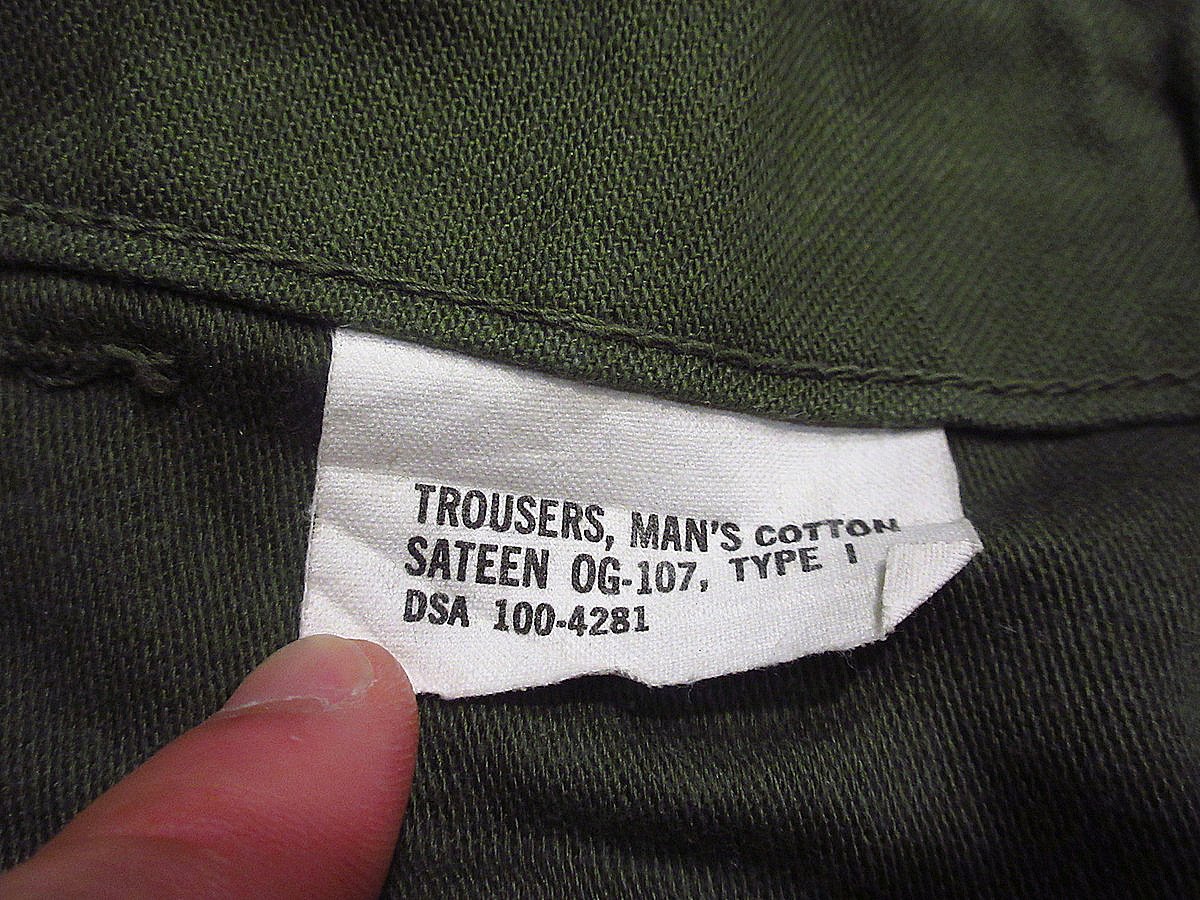 TROUSERS, MAN'S COTTON
SATEEN OG-107, TYPE I
DSA 100-4281